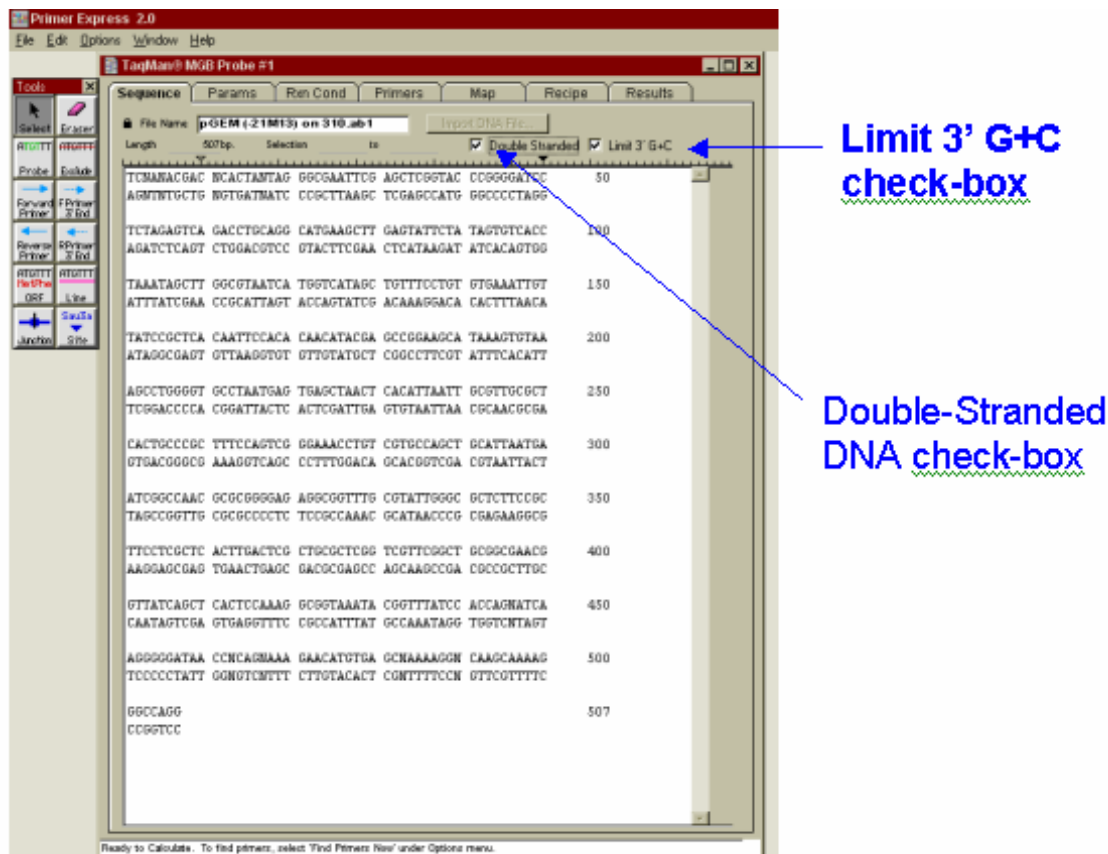 Primer Express 2.0
File Edit Options Window Help
TaqMan® MGB Probe #1
Tools
Select Eraser
Probe Exclude
Forward Primer FPrimer 3' End
Reverse Primer RPrimer 3' End
ORF Line
Junction Site
Sequence Params Rxn Cond Primers Map Recipe Results
File Name pGEM (-21M13) on 310.ab1 Import DNA File...
Length 507bp. Selection to Double Stranded Limit 3' G+C
TCNANACGAC NCACTANTAG GGCGAATTCG AGCTCGGTAC CCGGGGATCC 50
AGNTNTGCTG NGTGATNATC CCGCTTAAGC TCGAGCCATG GGCCCCTAGG
TCTAGAGTCA GACCTGCAGG CATGAAGCTT GAGTATTCTA TAGTGTCACC 100
AGATCTCAGT CTGGACGTCC GTACTTCGAA CTCATAAGAT ATCACAGTGG
TAAATAGCTT GGCGTAATCA TGGTCATAGC TGTTTCCTGT GTGAAATTGT 150
ATTTATCGAA CCGCATTAGT ACCAGTATCG ACAAAGGACA CACTTTAACA
TATCCGCTCA CAATTCCACA CAACATACGA GCCGGAAGCA TAAAGTGTAA 200
ATAGGCGAGT GTTAAGGTGT GTTGTATGCT CGGCCTTCGT ATTTCACATT
AGCCTGGGGT GCCTAATGAG TGAGCTAACT CACATTAATT GCGTTGCGCT 250
TCGGACCCCA CGGATTACTC ACTCGATTGA GTGTAATTAA CGCAACGCGA
CACTGCCCGC TTTCCAGTCG GGAAACCTGT CGTGCCAGCT GCATTAATGA 300
GTGACGGGCG AAAGGTCAGC CCTTTGGACA GCACGGTCGA CGTAATTACT
ATCGGCCAAC GCGCGGGGAG AGGCGGTTTG CGTATTGGGC GCTCTTCCGC 350
TAGCCGGTTG CGCGCCCCTC TCCGCCAAAC GCATAACCCG CGAGAAGGCG
TTCCTCGCTC ACTTGACTCG CTGCGCTCGG TCGTTCGGCT GCGGCGAACG 400
AAGGAGCGAG TGAACTGAGC GACGCGAGCC AGCAAGCCGA CGCCGCTTGC
GTTATCAGCT CACTCCAAAG GCGGTAAATA CGGTTTATCC ACCAGNATCA 450
CAATAGTCGA GTGAGGTTTC CGCCATTTAT GCCAAATAGG TGGTCNTAGT
AGGGGGATAA CCNCAGNAAA GAACATGTGA GCNAAAAGGN CAAGCAAAAG 500
TCCCCCTATT GGNGTCNTTT CTTGTACACT CGNTTTTCCN GTTCGTTTTC
GGCCAGG 507
CCGGTCC
Ready to Calculate. To find primers, select 'Find Primers Now' under Options menu.
Limit 3’ G+C
check-box
Double-Stranded
DNA check-box